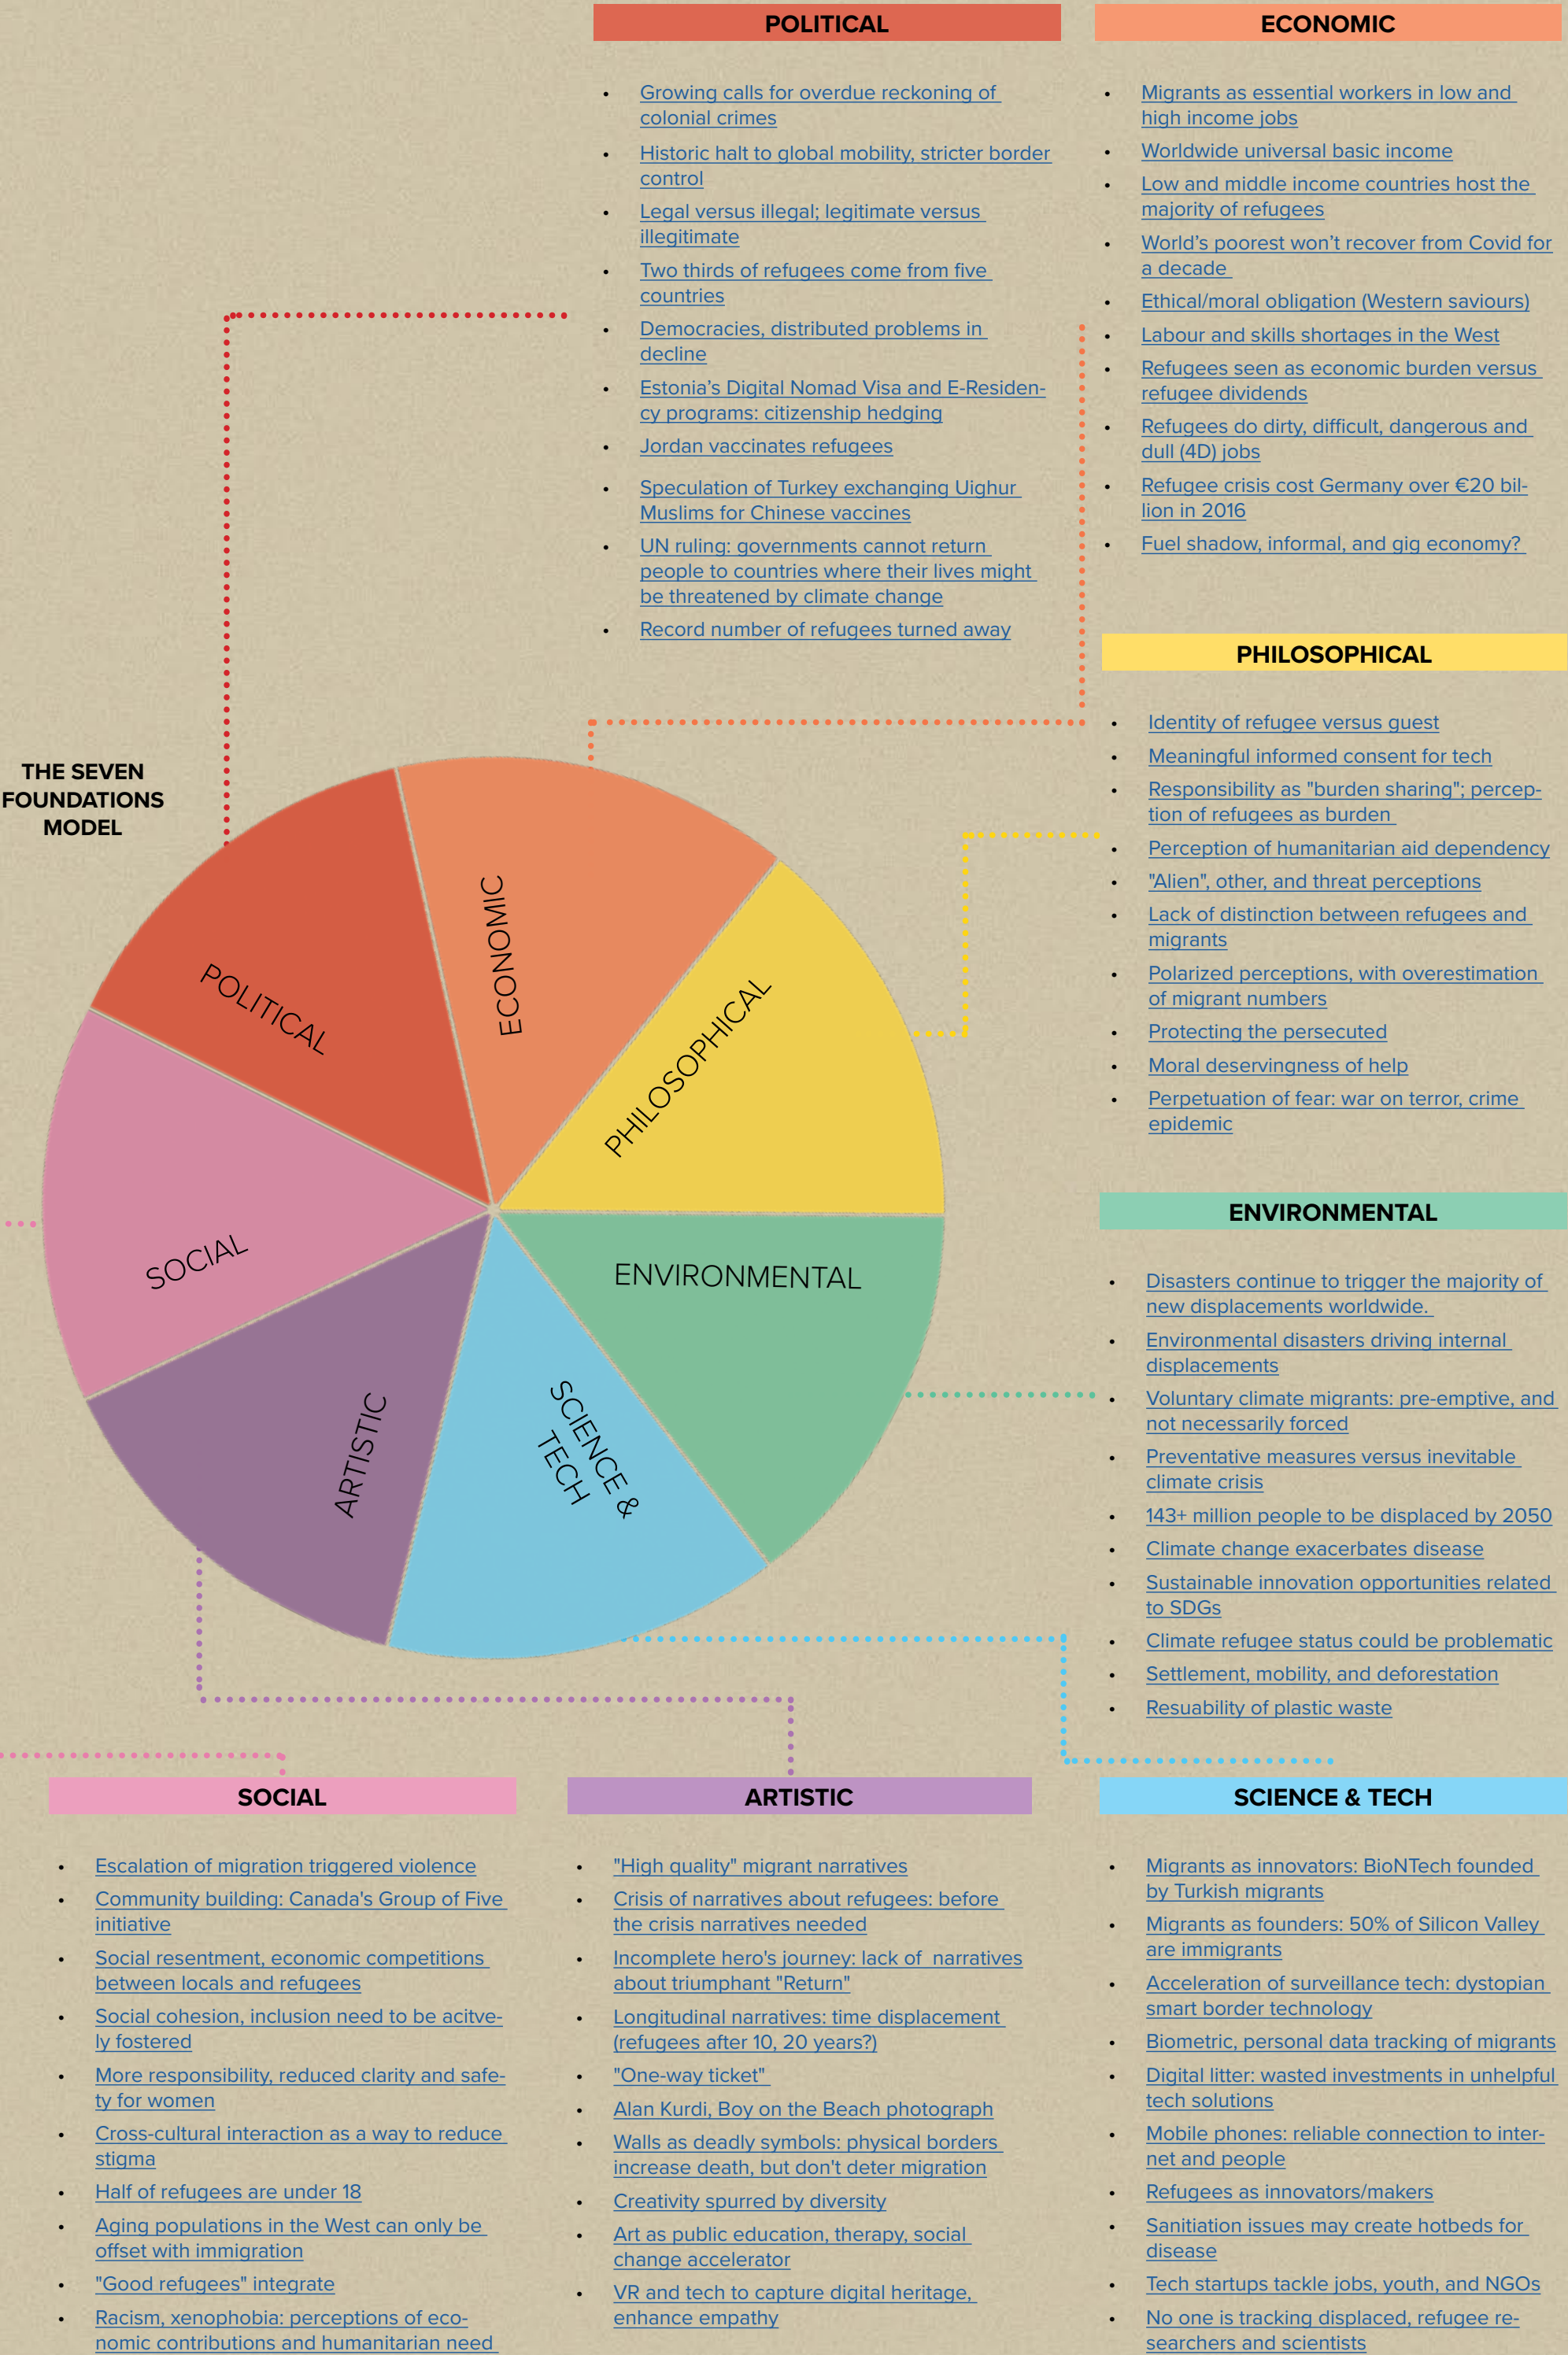 POLITICAL
Growing calls for overdue reckoning of
colonial crimes
Historic halt to global mobility, stricter border
control
Legal versus illegal; legitimate versus
illegitimate
Two thirds of refugees come from five
countries
Democracies, distributed problems in
decline
Estonia’s Digital Nomad Visa and E-Residen-
cy programs: citizenship hedging
Jordan vaccinates refugees
Speculation of Turkey exchanging Uighur
Muslims for Chinese vaccines
UN ruling: governments cannot return
people to countries where their lives might
be threatened by climate change
Record number of refugees turned away
ECONOMIC
Migrants as essential workers in low and
high income jobs
Worldwide universal basic income
Low and middle income countries host the
majority of refugees
World’s poorest won’t recover from Covid for
a decade
Ethical/moral obligation (Western saviours)
Labour and skills shortages in the West
Refugees seen as economic burden versus
refugee dividends
Refugees do dirty, difficult, dangerous and
dull (4D) jobs
Refugee crisis cost Germany over €20 bil-
lion in 2016
Fuel shadow, informal, and gig economy?
THE SEVEN
FOUNDATIONS
MODEL
POLITICAL
ECONOMIC
PHILOSOPHICAL
ENVIRONMENTAL
SCIENCE &
TECH
ARTISTIC
SOCIAL
PHILOSOPHICAL
Identity of refugee versus guest
Meaningful informed consent for tech
Responsibility as "burden sharing"; percep-
tion of refugees as burden
Perception of humanitarian aid dependency
"Alien", other, and threat perceptions
Lack of distinction between refugees and
migrants
Polarized perceptions, with overestimation
of migrant numbers
Protecting the persecuted
Moral deservingness of help
Perpetuation of fear: war on terror, crime
epidemic
ENVIRONMENTAL
Disasters continue to trigger the majority of
new displacements worldwide.
Environmental disasters driving internal
displacements
Voluntary climate migrants: pre-emptive, and
not necessarily forced
Preventative measures versus inevitable
climate crisis
143+ million people to be displaced by 2050
Climate change exacerbates disease
Sustainable innovation opportunities related
to SDGs
Climate refugee status could be problematic
Settlement, mobility, and deforestation
Resuability of plastic waste
SOCIAL
Escalation of migration triggered violence
Community building: Canada's Group of Five
initiative
Social resentment, economic competitions
between locals and refugees
Social cohesion, inclusion need to be acitve-
ly fostered
More responsibility, reduced clarity and safe-
ty for women
Cross-cultural interaction as a way to reduce
stigma
Half of refugees are under 18
Aging populations in the West can only be
offset with immigration
"Good refugees" integrate
Racism, xenophobia: perceptions of eco-
nomic contributions and humanitarian need
ARTISTIC
"High quality" migrant narratives
Crisis of narratives about refugees: before
the crisis narratives needed
Incomplete hero's journey: lack of narratives
about triumphant "Return"
Longitudinal narratives: time displacement
(refugees after 10, 20 years?)
"One-way ticket"
Alan Kurdi, Boy on the Beach photograph
Walls as deadly symbols: physical borders
increase death, but don't deter migration
Creativity spurred by diversity
Art as public education, therapy, social
change accelerator
VR and tech to capture digital heritage,
enhance empathy
SCIENCE & TECH
Migrants as innovators: BioNTech founded
by Turkish migrants
Migrants as founders: 50% of Silicon Valley
are immigrants
Acceleration of surveillance tech: dystopian
smart border technology
Biometric, personal data tracking of migrants
Digital litter: wasted investments in unhelpful
tech solutions
Mobile phones: reliable connection to inter-
net and people
Refugees as innovators/makers
Sanitiation issues may create hotbeds for
disease
Tech startups tackle jobs, youth, and NGOs
No one is tracking displaced, refugee re-
searchers and scientists